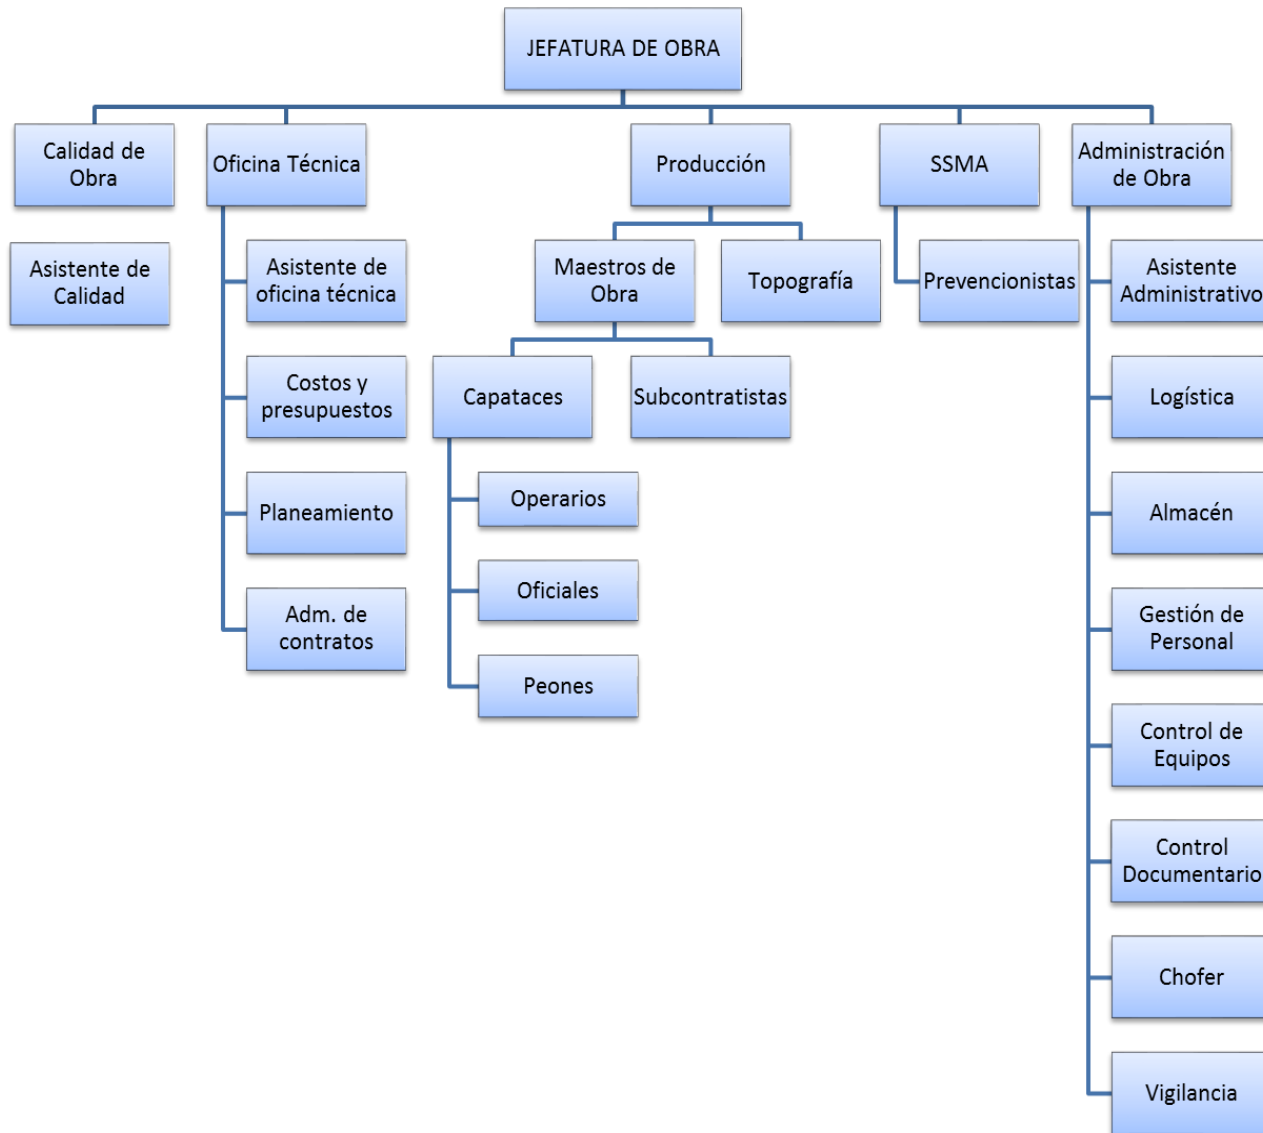 JEFATURA DE OBRA
Calidad de
Obra
Oficina Técnica
Producción
SSMA
Administración
de Obra
Asistente de
Calidad
Asistente de
oficina técnica
Costos y
presupuestos
Planeamiento
Adm. de
contratos
Maestros de
Obra
Topografía
Capataces
Subcontratistas
Operarios
Oficiales
Peones
Prevencionistas
Asistente
Administrativo
Logística
Almacén
Gestión de
Personal
Control de
Equipos
Control
Documentario
Chofer
Vigilancia